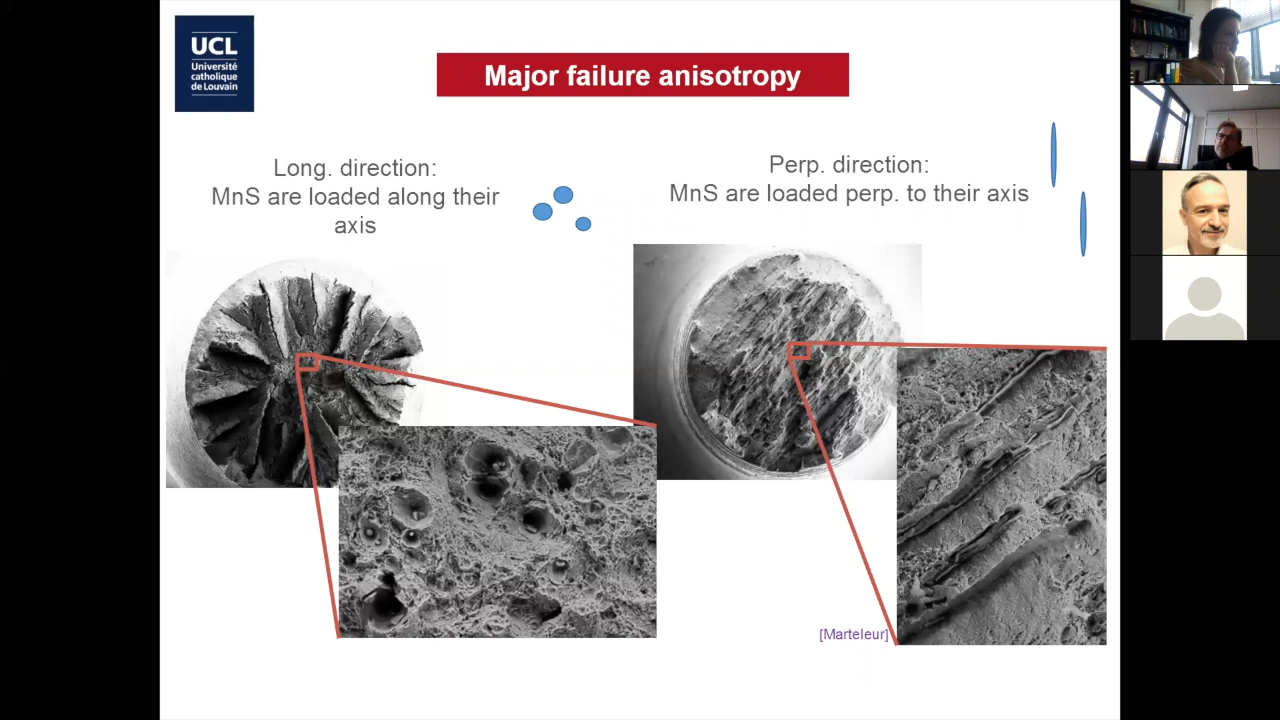 UCL
Université
catholique
de Louvain
Major failure anisotropy
Long. direction:
MnS are loaded along their
axis
Perp. direction:
MnS are loaded perp. to their axis
[Marteleur]